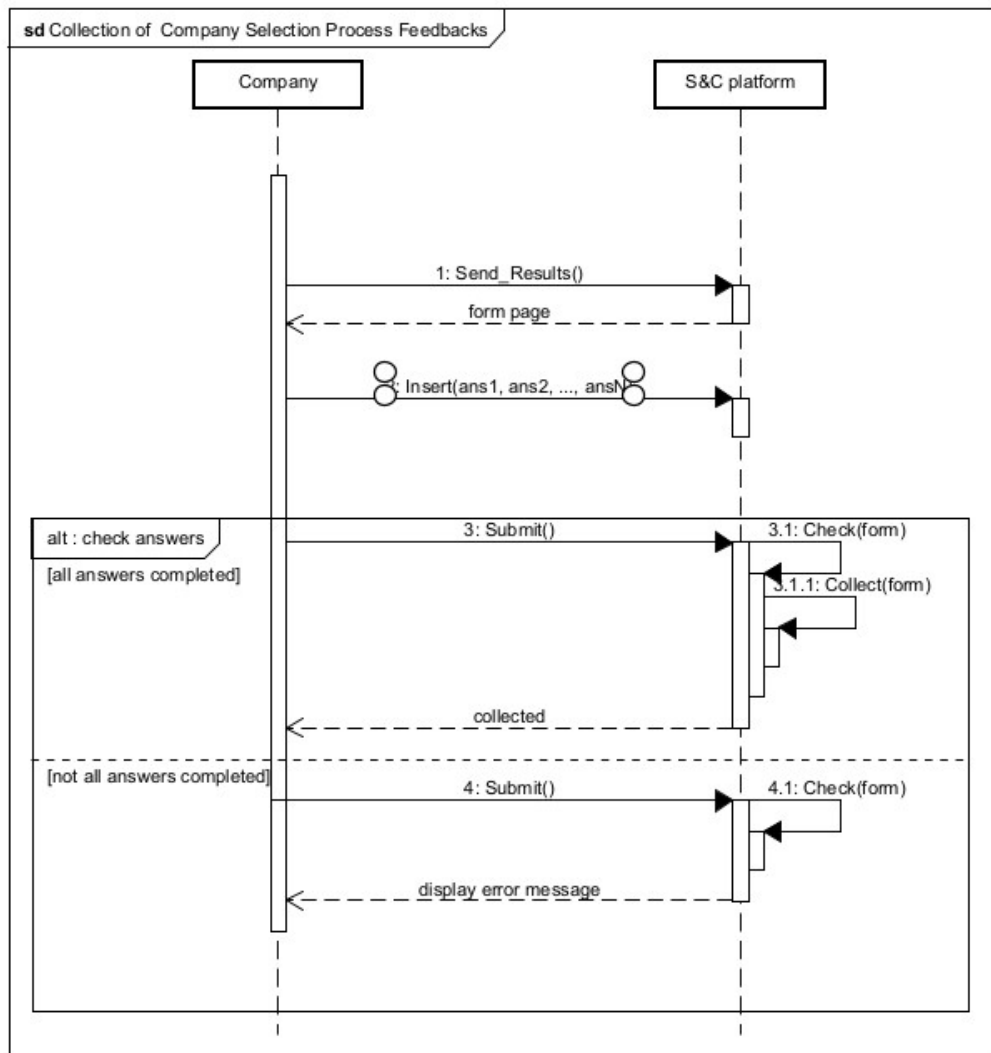 sd Collection of Company Selection Process Feedbacks
Company
S&C platform
1: Send_Results()
form page
: Insert(ans1, ans2, ..., ansN
alt : check answers
3: Submit()
3.1: Check(form)
[all answers completed]
3.1.1: Collect(form)
collected
[not all answers completed]
4: Submit()
4.1: Check(form)
display error message